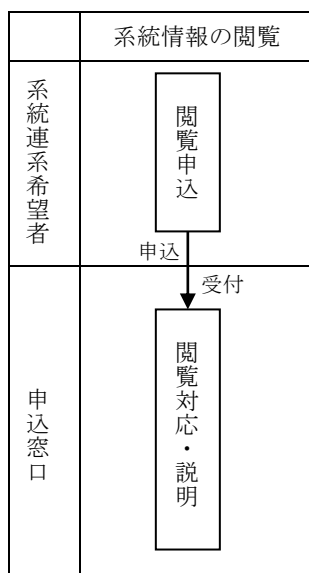 系統情報の閲覧
系統連系希望者
閲覧申込
申込
受付
申込窓口
閲覧対応・説明